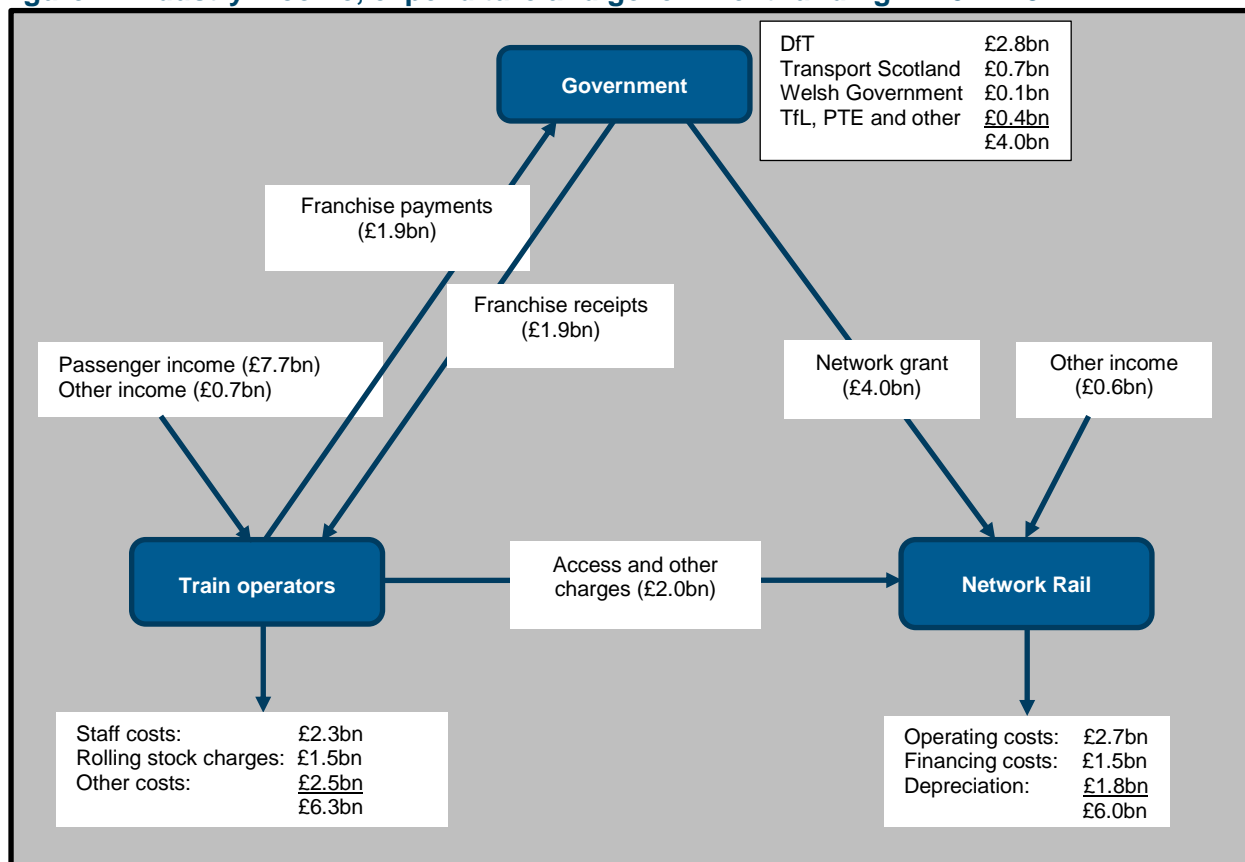 Government
DfT £2.8bn
Transport Scotland £0.7bn
Welsh Government £0.1bn
TfL, PTE and other £0.4bn
£4.0bn
Franchise payments
(£1.9bn)
Franchise receipts
(£1.9bn)
Passenger income (£7.7bn)
Other income (£0.7bn)
Network grant
(£4.0bn)
Other income
(£0.6bn)
Train operators
Access and other
charges (£2.0bn)
Network Rail
Staff costs: £2.3bn
Rolling stock charges: £1.5bn
Other costs: £2.5bn
£6.3bn
Operating costs: £2.7bn
Financing costs: £1.5bn
Depreciation: £1.8bn
£6.0bn